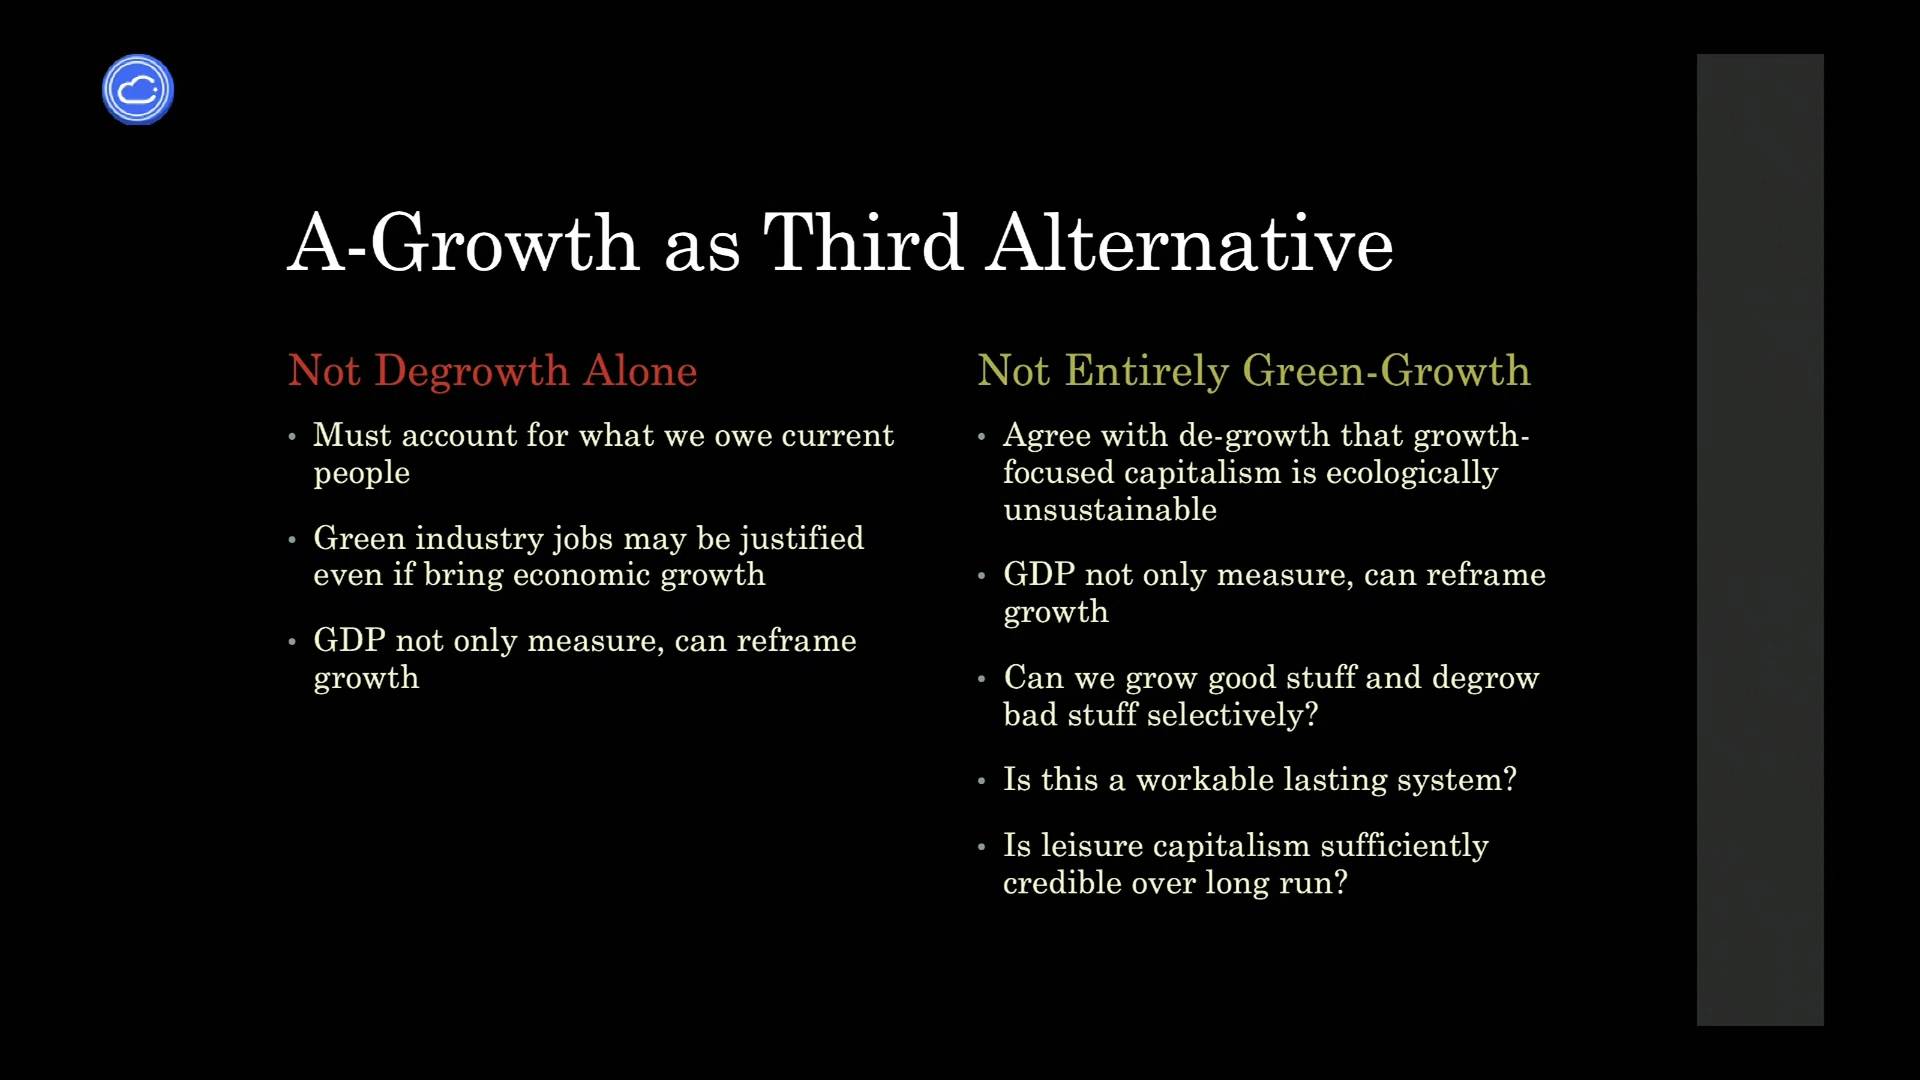 A-Growth as Third Alternative
Not Degrowth Alone
• Must account for what we owe current
people
• Green industry jobs may be justified
even if bring economic growth
• GDP not only measure, can reframe
growth
Not Entirely Green-Growth
• Agree with de-growth that growth-
focused capitalism is ecologically
unsustainable
• GDP not only measure, can reframe
growth
• Can we grow good stuff and degrow
bad stuff selectively?
• Is this a workable lasting system?
• Is leisure capitalism sufficiently
credible over long run?